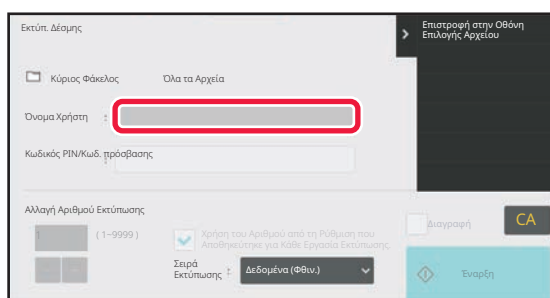 Εκτύπ. Δέσμης
Επιστροφή στην Οθόνη
Επιλογής Αρχείου
Κύριος Φάκελος Όλα τα Αρχεία
Όνομα Χρήστη :
Κωδικός PIN/Κωδ. πρόσβασης :
Αλλαγή Αριθμού Εκτύπωσης
1 (1~9999)
Χρήση του Αριθμού από τη Ρύθμιση που
Αποθηκεύτηκε για Κάθε Εργασία Εκτύπωσης
Διαγραφή
CA
Σειρά
Εκτύπωσης : Δεδομένα (Φθιν.)
Έναρξη